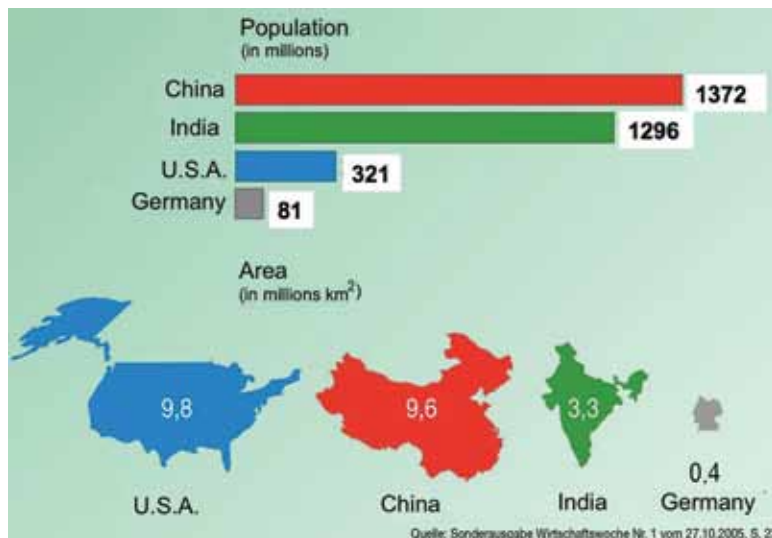 Population
(in millions)
China 1372
India 1296
U.S.A. 321
Germany 81
Area
(in millions km²)
9,8 9,6 3,3
0,4
U.S.A. China India Germany
Quelle: Sonderausgabe Wirtschaftswoche Nr. 1 vom 27.10.2005, S. 2